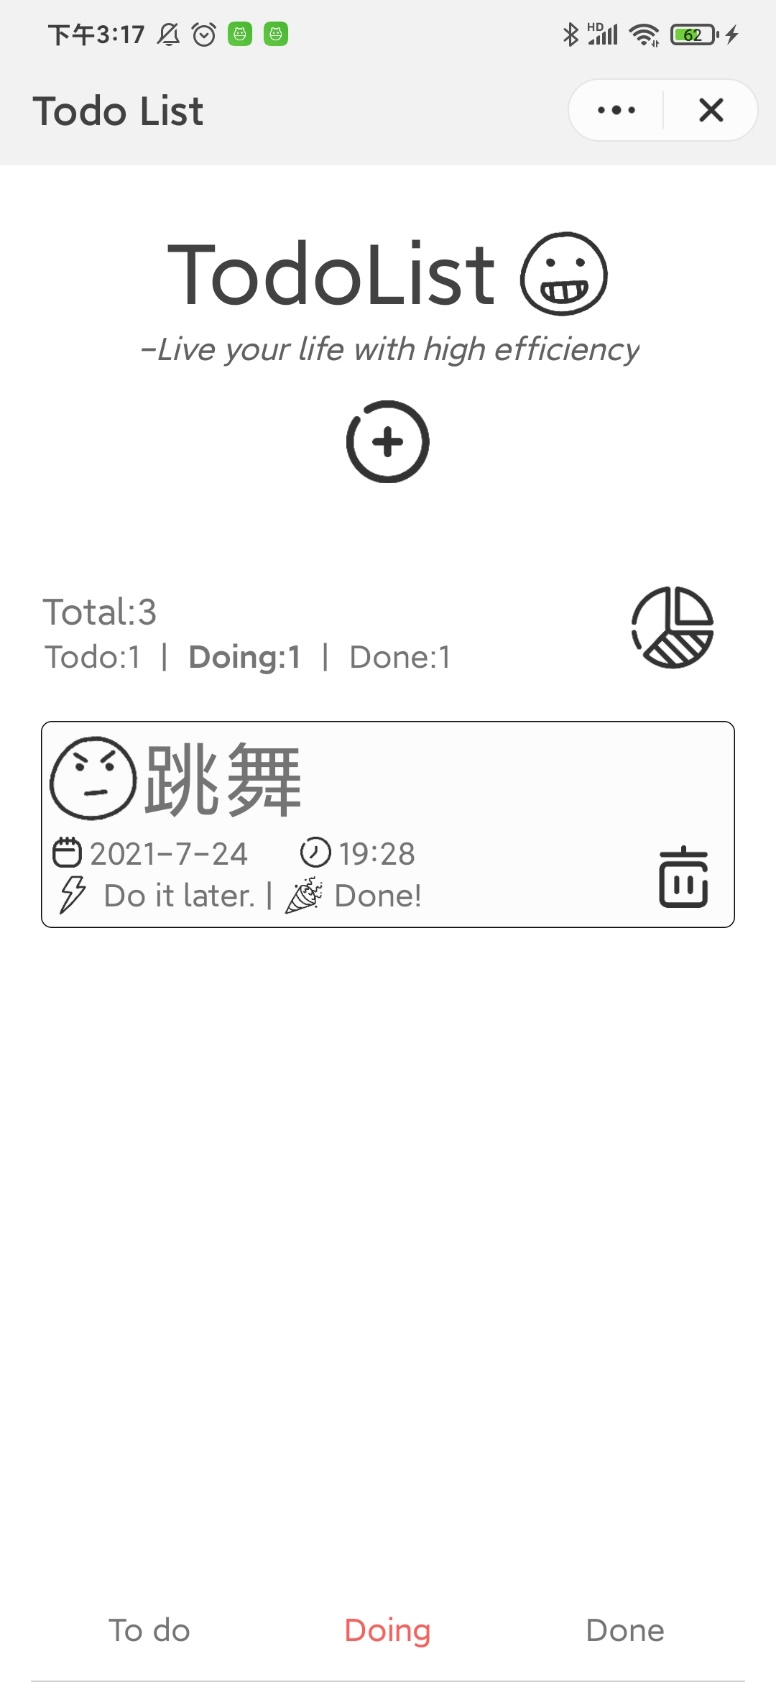 下午3:17 HD 62
Todo List
TodoList
-Live your life with high efficiency
Total:3
Todo:1 | Doing:1 | Done:1
跳舞
2021-7-24 19:28
Do it later. | Done!
To do Doing Done